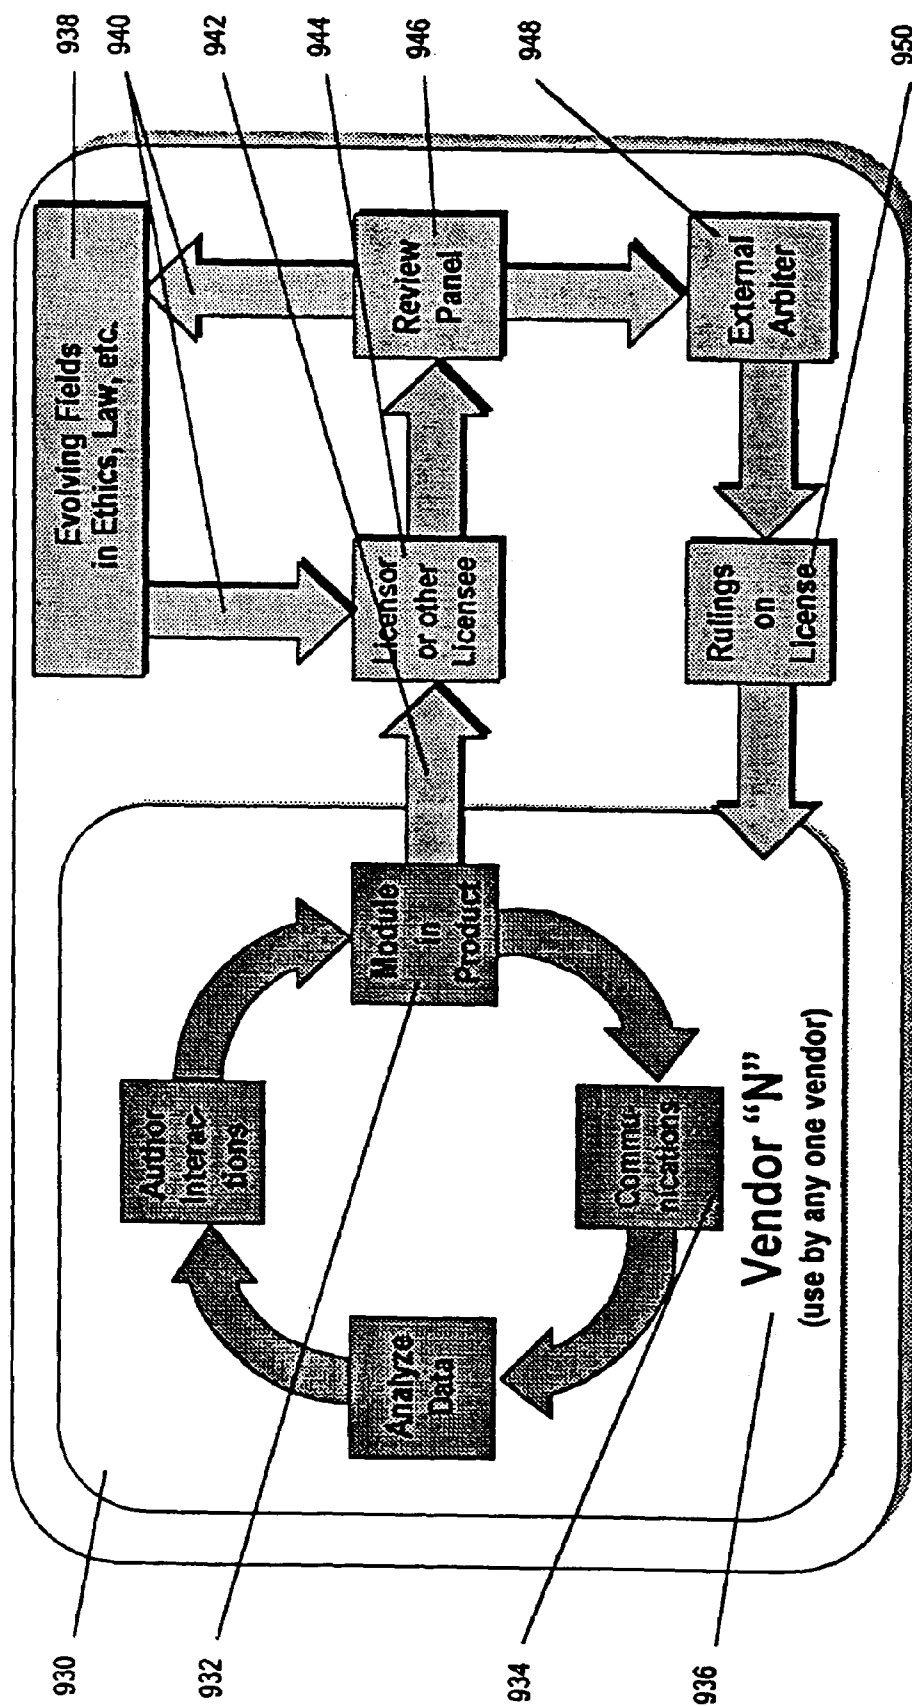 938
940
942
944
946
948
950
Evolving Fields
in Ethics, Law, etc.
Licensor
or other
Licensee
Review
Panel
External
Arbiter
Rulings
on
License
Author
Interac-
tions
Module
in
Product
Commu-
nications
Analyze
Data
Vendor “N”
(use by any one vendor)
930
932
934
936